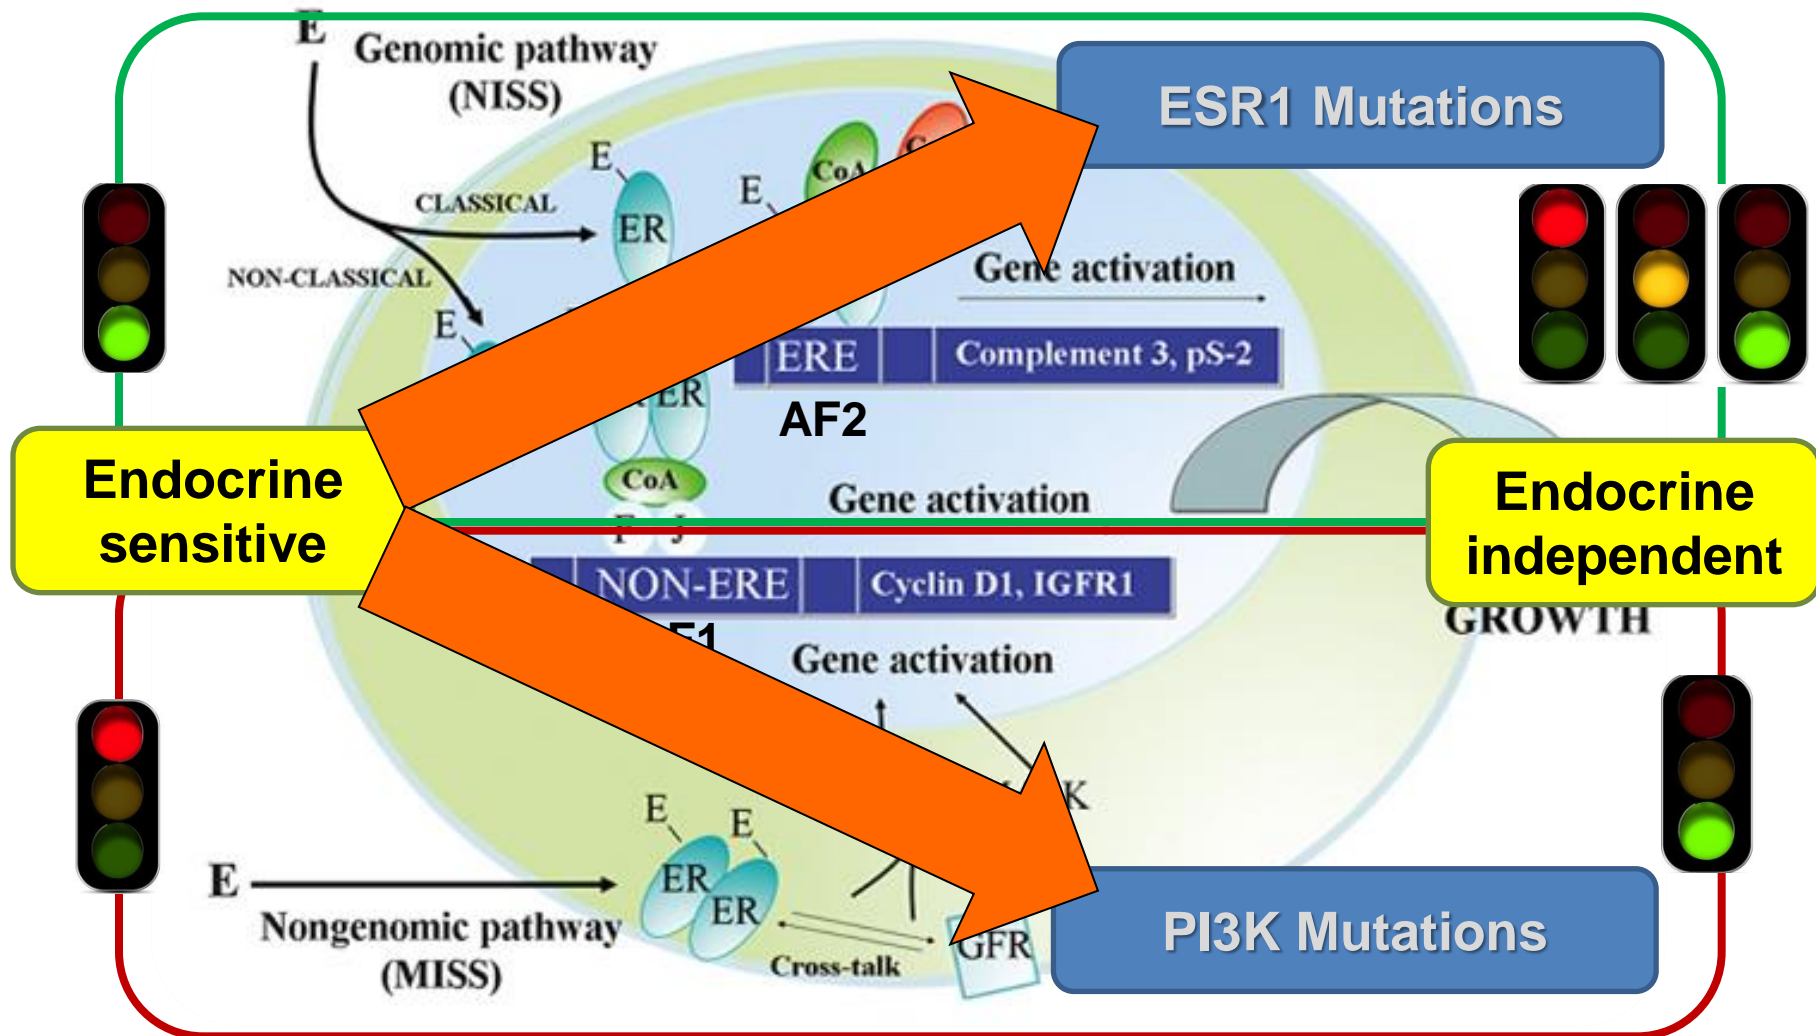 E
Genomic pathway
(NISS)
ESR1 Mutations
E
CoA
E
CLASSICAL
ER
NON-CLASSICAL
Gene activation
E
ERE
Complement 3, pS-2
ER
AF2
Endocrine
sensitive
CoA
Gene activation
Endocrine
independent
F J
NON-ERE
Cyclin D1, IGFR1
GROWTH
Gene activation
K
E
E
E
ER
ER
Nongenomic pathway
(MISS)
Cross-talk
GFR
PI3K Mutations